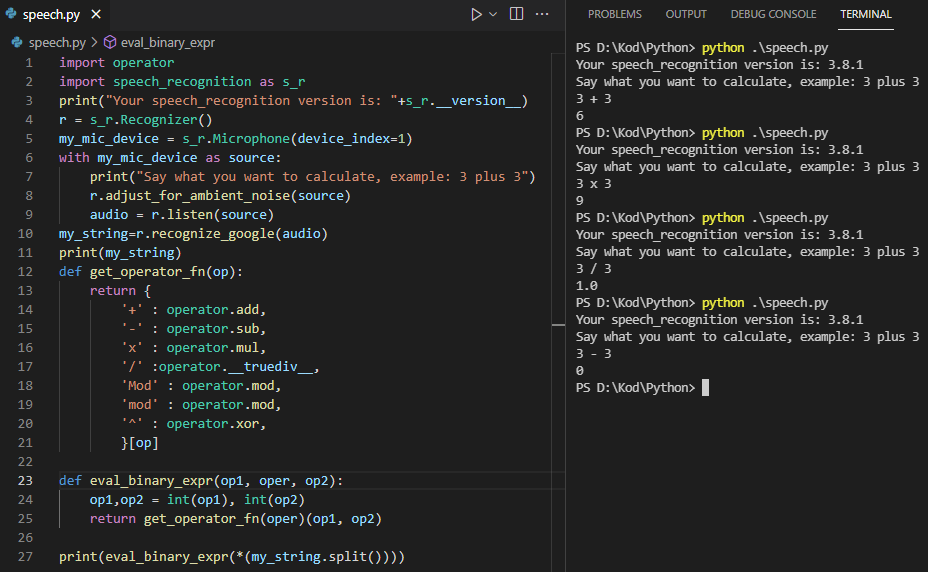 speech.py
speech.py > eval_binary_expr
1 import operator
2 import speech_recognition as s_r
3 print("Your speech_recognition version is: "+s_r.__version__)
4 r = s_r.Recognizer()
5 my_mic_device = s_r.Microphone(device_index=1)
6 with my_mic_device as source:
7     print("Say what you want to calculate, example: 3 plus 3")
8     r.adjust_for_ambient_noise(source)
9     audio = r.listen(source)
10 my_string=r.recognize_google(audio)
11 print(my_string)
12 def get_operator_fn(op):
13     return {
14         '+' : operator.add,
15         '-' : operator.sub,
16         'x' : operator.mul,
17         '/' :operator.__truediv__,
18         'Mod' : operator.mod,
19         'mod' : operator.mod,
20         '^' : operator.xor,
21         }[op]
22
23 def eval_binary_expr(op1, oper, op2):
24     op1,op2 = int(op1), int(op2)
25     return get_operator_fn(oper)(op1, op2)
26
27 print(eval_binary_expr(*(my_string.split())))
PROBLEMS OUTPUT DEBUG CONSOLE TERMINAL
PS D:\Kod\Python> python .\speech.py
Your speech_recognition version is: 3.8.1
Say what you want to calculate, example: 3 plus 3
3 + 3
6
PS D:\Kod\Python> python .\speech.py
Your speech_recognition version is: 3.8.1
Say what you want to calculate, example: 3 plus 3
3 x 3
9
PS D:\Kod\Python> python .\speech.py
Your speech_recognition version is: 3.8.1
Say what you want to calculate, example: 3 plus 3
3 / 3
1.0
PS D:\Kod\Python> python .\speech.py
Your speech_recognition version is: 3.8.1
Say what you want to calculate, example: 3 plus 3
3 - 3
0
PS D:\Kod\Python>